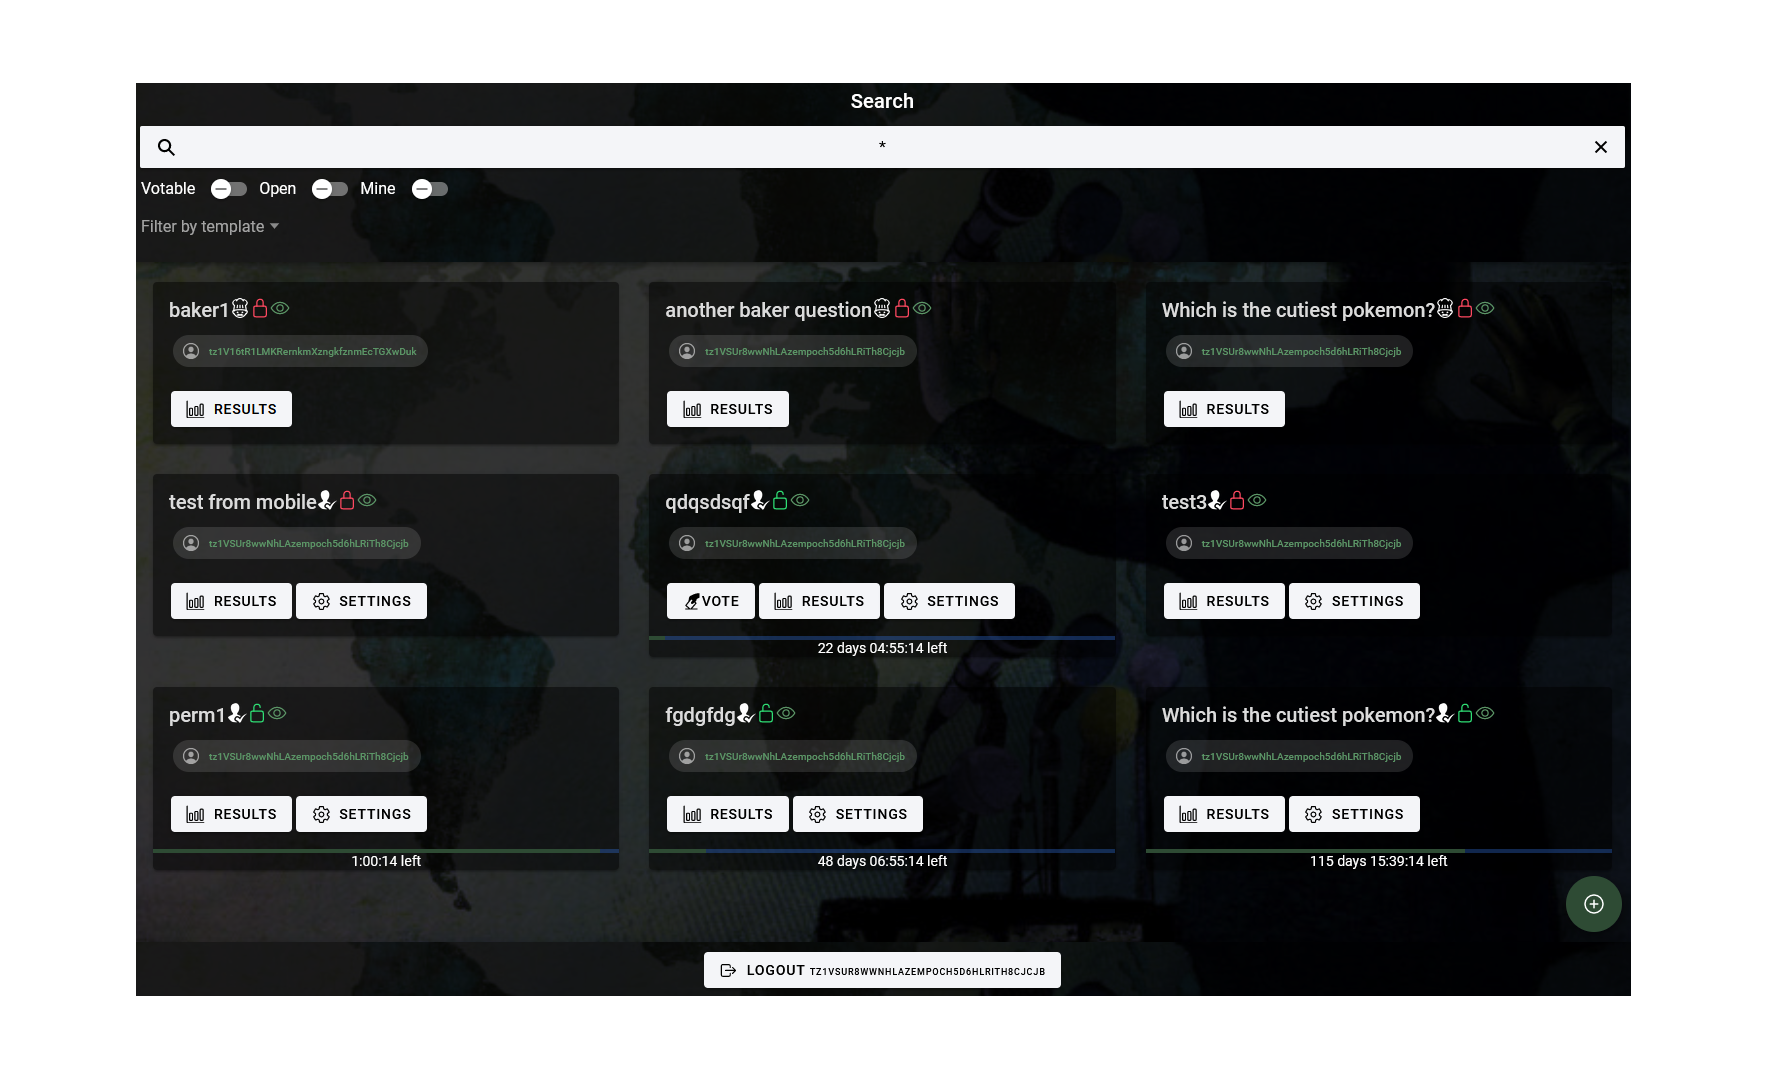 Search
*
Votable Open Mine
Filter by template
baker1
tz1V16tR1LMKRernkmXzngkfznmEcTGXwDuk
RESULTS
another baker question
tz1VSUr8wwNhLAzempoch5d6hLRiTh8Cjcjb
RESULTS
Which is the cutiest pokemon?
tz1VSUr8wwNhLAzempoch5d6hLRiTh8Cjcjb
RESULTS
test from mobile
tz1VSUr8wwNhLAzempoch5d6hLRiTh8Cjcjb
RESULTS SETTINGS
qdqsdsqf
tz1VSUr8wwNhLAzempoch5d6hLRiTh8Cjcjb
VOTE RESULTS SETTINGS
22 days 04:55:14 left
test3
tz1VSUr8wwNhLAzempoch5d6hLRiTh8Cjcjb
RESULTS SETTINGS
perm1
tz1VSUr8wwNhLAzempoch5d6hLRiTh8Cjcjb
RESULTS SETTINGS
1:00:14 left
fgdgfdg
tz1VSUr8wwNhLAzempoch5d6hLRiTh8Cjcjb
RESULTS SETTINGS
48 days 06:55:14 left
Which is the cutiest pokemon?
tz1VSUr8wwNhLAzempoch5d6hLRiTh8Cjcjb
RESULTS SETTINGS
115 days 15:39:14 left
LOGOUT TZ1VSUR8WWNHLAZEMPOCH5D6HLRITH8CJCJB